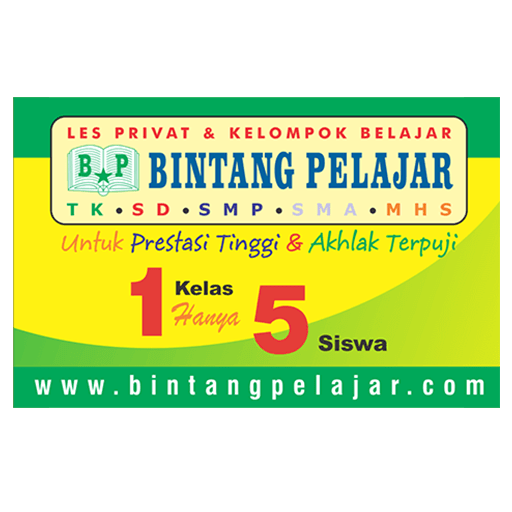 LES PRIVAT & KELOMPOK BELAJAR
B P BINTANG PELAJAR
TK • SD • SMP • SMA • MHS
Untuk Prestasi Tinggi & Akhlak Terpuji
1 Kelas Hanya 5 Siswa
www.bintangpelajar.com